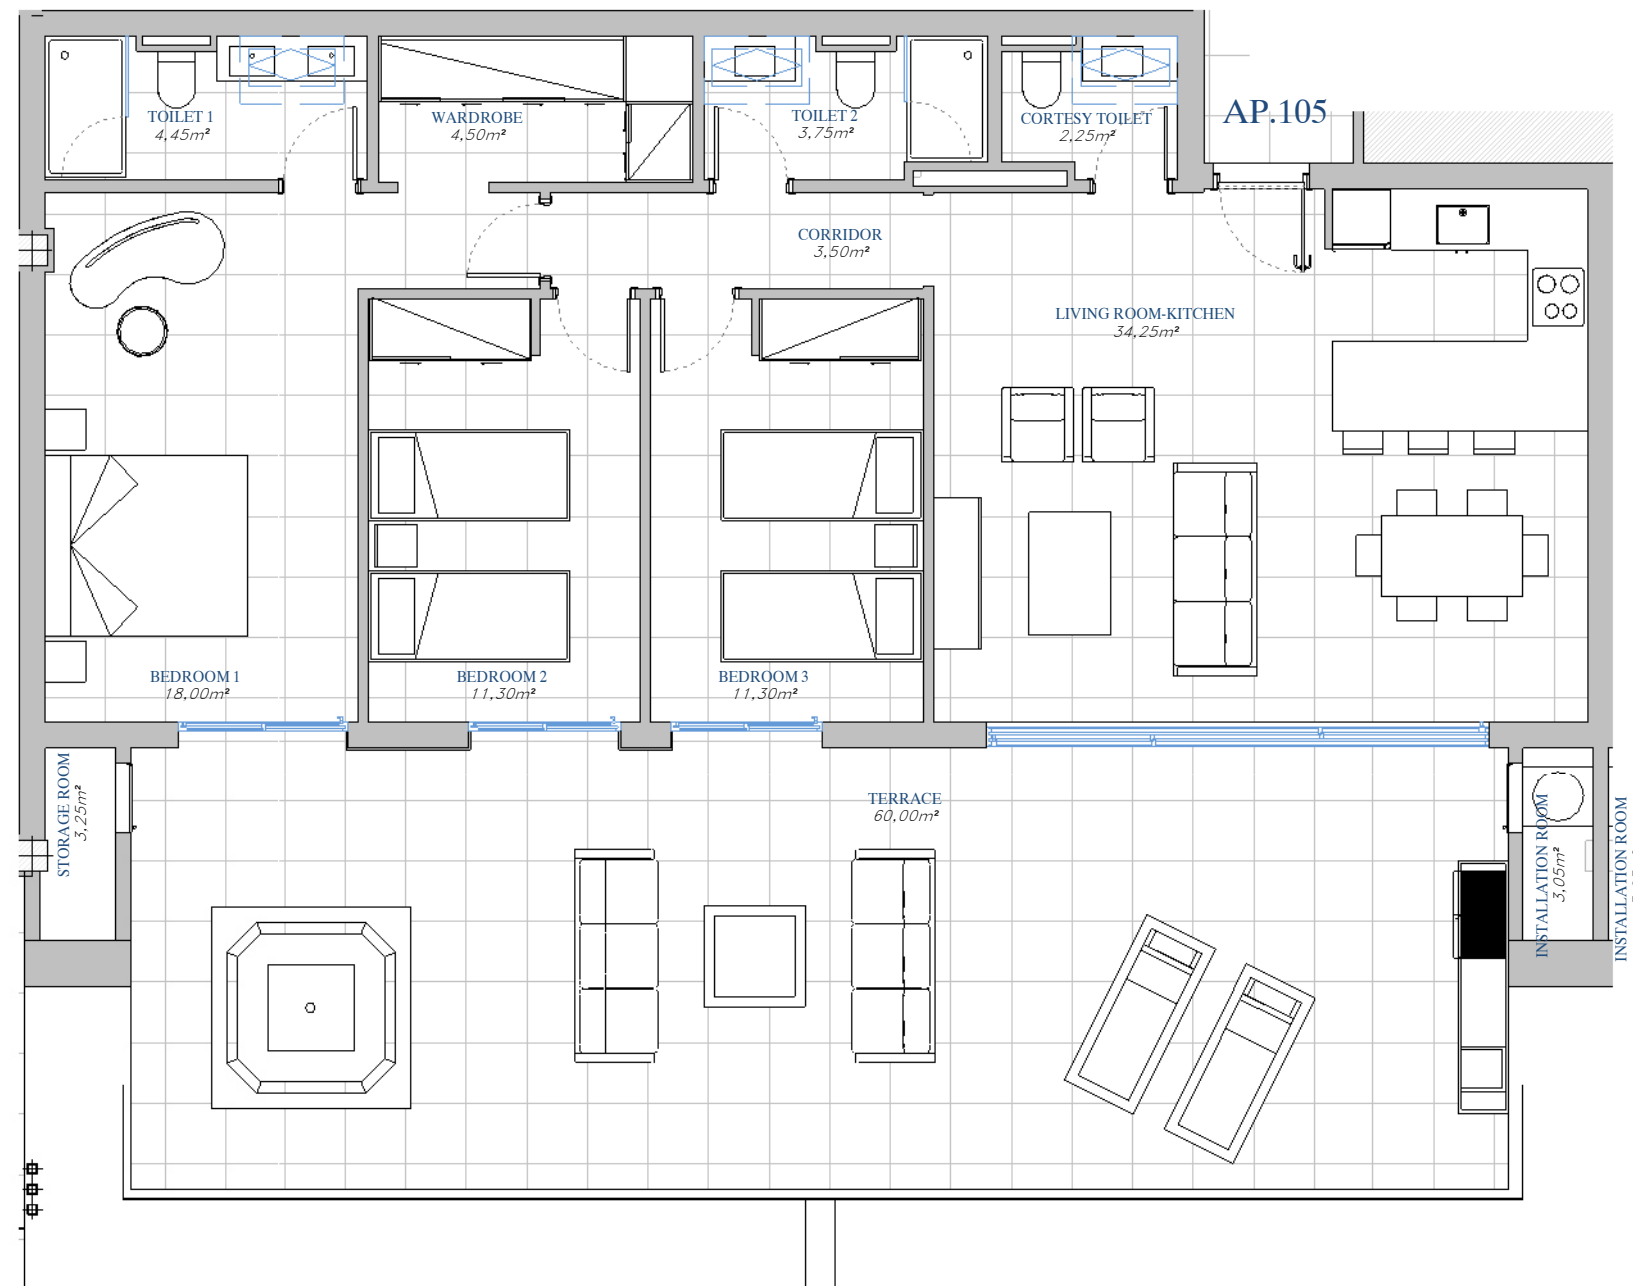 AP.105
TOILET 1
4,45m²
WARDROBE
4,50m²
TOILET 2
3,75m²
CORTESY TOILET
2,25m²
CORRIDOR
3,50m²
LIVING ROOM-KITCHEN
34,25m²
BEDROOM 1
18,00m²
BEDROOM 2
11,30m²
BEDROOM 3
11,30m²
STORAGE ROOM
3,25m²
TERRACE
60,00m²
INSTALLATION ROOM
3,05m²
INSTALLATION ROOM